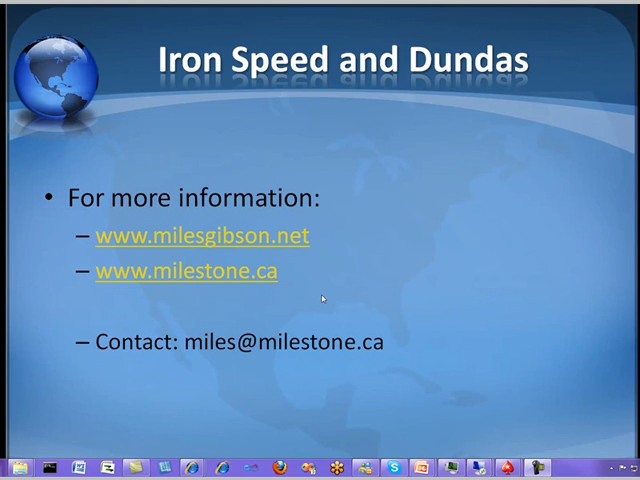 Iron Speed and Dundas
• For more information:
– www.milesgibson.net
– www.milestone.ca
– Contact: miles@milestone.ca